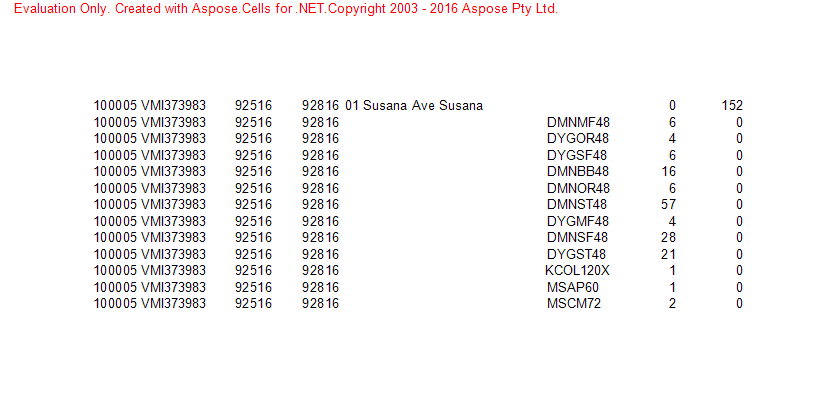 Evaluation Only. Created with Aspose.Cells for .NET.Copyright 2003 - 2016 Aspose Pty Ltd.
100005 VMI373983 92516 92816 01 Susana Ave Susana 0 152
100005 VMI373983 92516 92816 DMNMF48 6 0
100005 VMI373983 92516 92816 DYGOR48 4 0
100005 VMI373983 92516 92816 DYGSF48 6 0
100005 VMI373983 92516 92816 DMNBB48 16 0
100005 VMI373983 92516 92816 DMNOR48 6 0
100005 VMI373983 92516 92816 DMNST48 57 0
100005 VMI373983 92516 92816 DYGMF48 4 0
100005 VMI373983 92516 92816 DMNSF48 28 0
100005 VMI373983 92516 92816 DYGST48 21 0
100005 VMI373983 92516 92816 KCOL120X 1 0
100005 VMI373983 92516 92816 MSAP60 1 0
100005 VMI373983 92516 92816 MSCM72 2 0